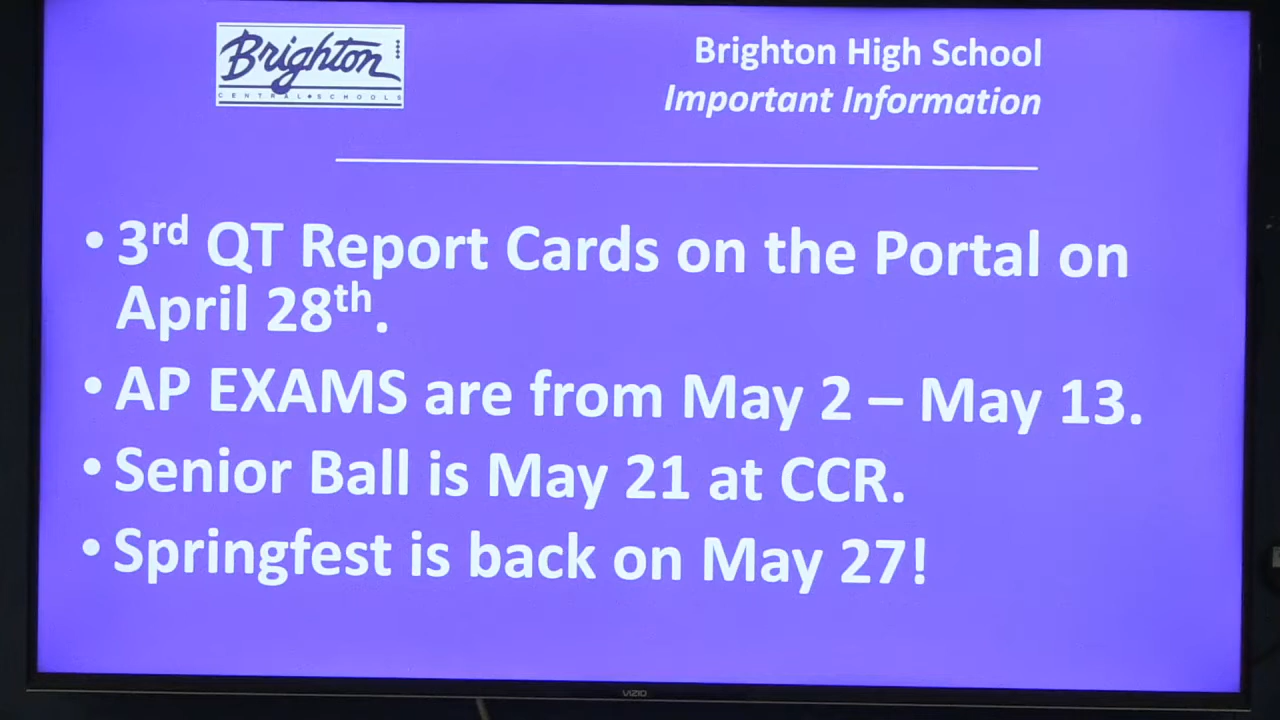 Brighton
CENTRAL SCHOOLS
Brighton High School
Important Information
• 3rd QT Report Cards on the Portal on
April 28th.
• AP EXAMS are from May 2 – May 13.
• Senior Ball is May 21 at CCR.
• Springfest is back on May 27!
VIZIO